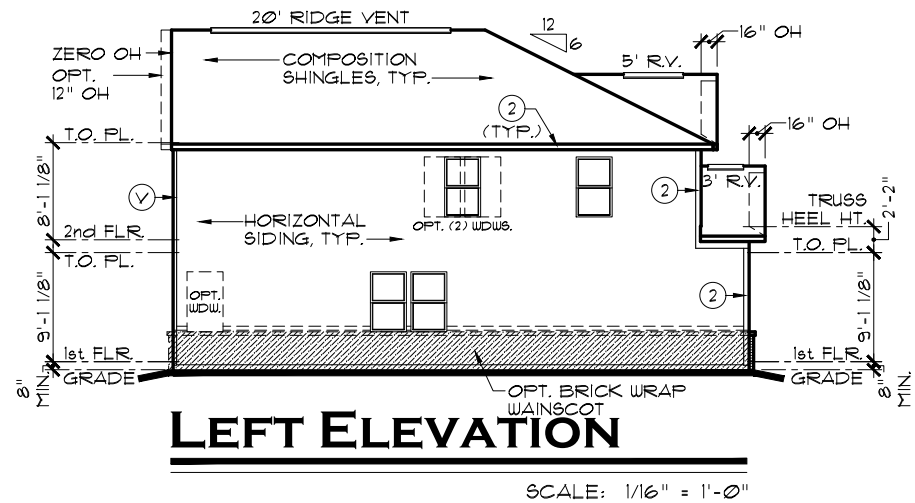 20' RIDGE VENT
12
6
16" OH
ZERO OH
OPT.
12" OH
COMPOSITION
SHINGLES, TYP.
5' R.V.
2
(TYP.)
16" OH
T.O. PL.
8'-1 1/8"
V
2
3' R.V.
2'-2"
TRUSS
HEEL HT.
HORIZONTAL
SIDING, TYP.
OPT. (2) WDWS.
2nd FLR.
T.O. PL.
T.O. PL.
OPT.
WDW.
2
9'-1 1/8"
9'-1 1/8"
1st FLR.
1st FLR.
GRADE
GRADE
8"
MIN.
8"
MIN.
OPT. BRICK WRAP
WAINSCOT
LEFT ELEVATION
SCALE: 1/16" = 1'-0"